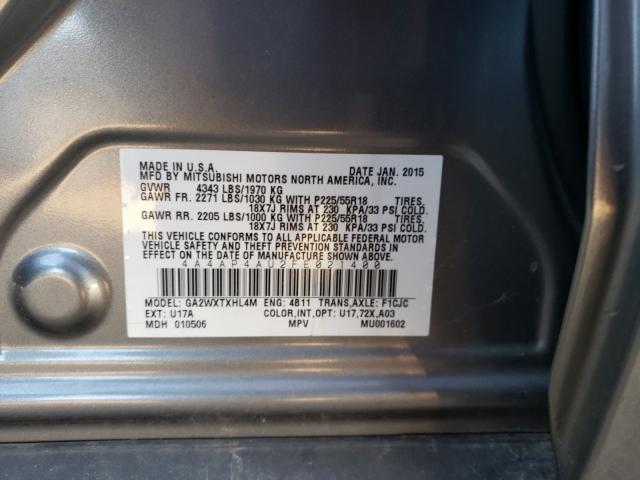 MADE IN U.S.A. DATE JAN. 2015
MFD BY MITSUBISHI MOTORS NORTH AMERICA, INC.
GVWR 4343 LBS/1970 KG
GAWR FR. 2271 LBS/1030 KG WITH P225/55R18 TIRES,
18X7J RIMS AT 230 KPA/33 PSI COLD.
GAWR RR. 2205 LBS/1000 KG WITH P225/55R18 TIRES,
18X7J RIMS AT 230 KPA/33 PSI COLD.
THIS VEHICLE CONFORMS TO ALL APPLICABLE FEDERAL MOTOR
VEHICLE SAFETY AND THEFT PREVENTION STANDARDS IN
EFFECT ON THE DATE OF MANUFACTURE SHOWN ABOVE.
4A4AP4AU2FE021400
MODEL: GA2WXTXHL4M ENG: 4B11 TRANS,AXLE: F1CJC
EXT: U17A COLOR,INT,OPT: U17,72X,A03
MDH 010506 MPV MU001602